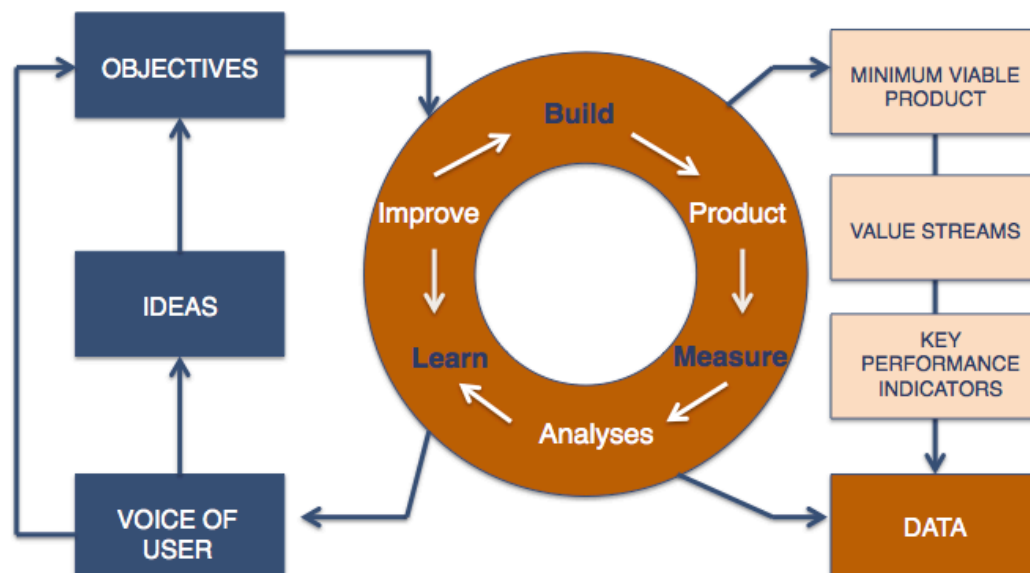 OBJECTIVES
IDEAS
VOICE OF
USER
Build
Improve
Product
Learn
Measure
Analyses
MINIMUM VIABLE
PRODUCT
VALUE STREAMS
KEY
PERFORMANCE
INDICATORS
DATA